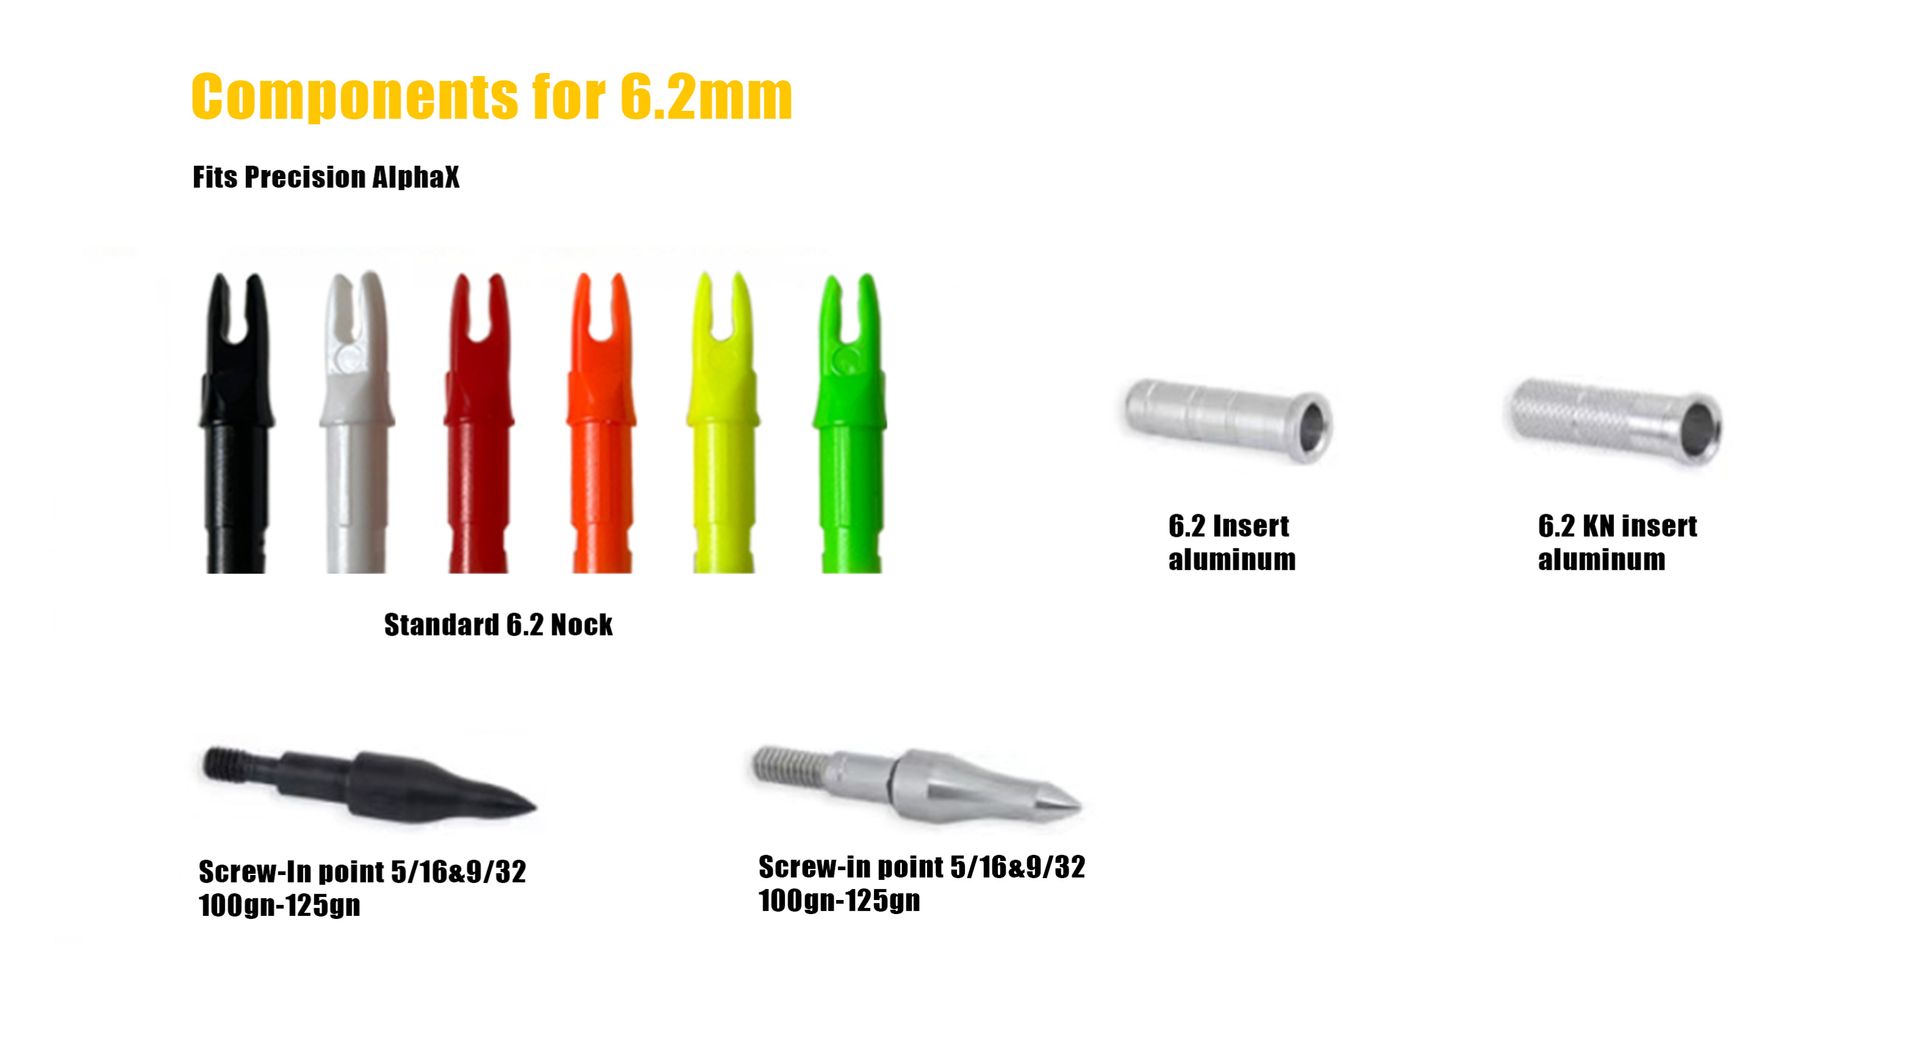 Components for 6.2mm
Fits Precision AlphaX
Standard 6.2 Nock
6.2 Insert
aluminum
6.2 KN insert
aluminum
Screw-In point 5/16&9/32
100gn-125gn
Screw-in point 5/16&9/32
100gn-125gn